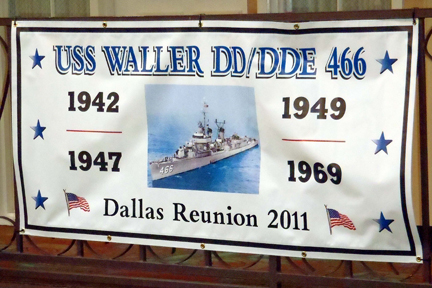 USS WALLER DD/DDE 466
1942 1949
466
1947 1969
Dallas Reunion 2011